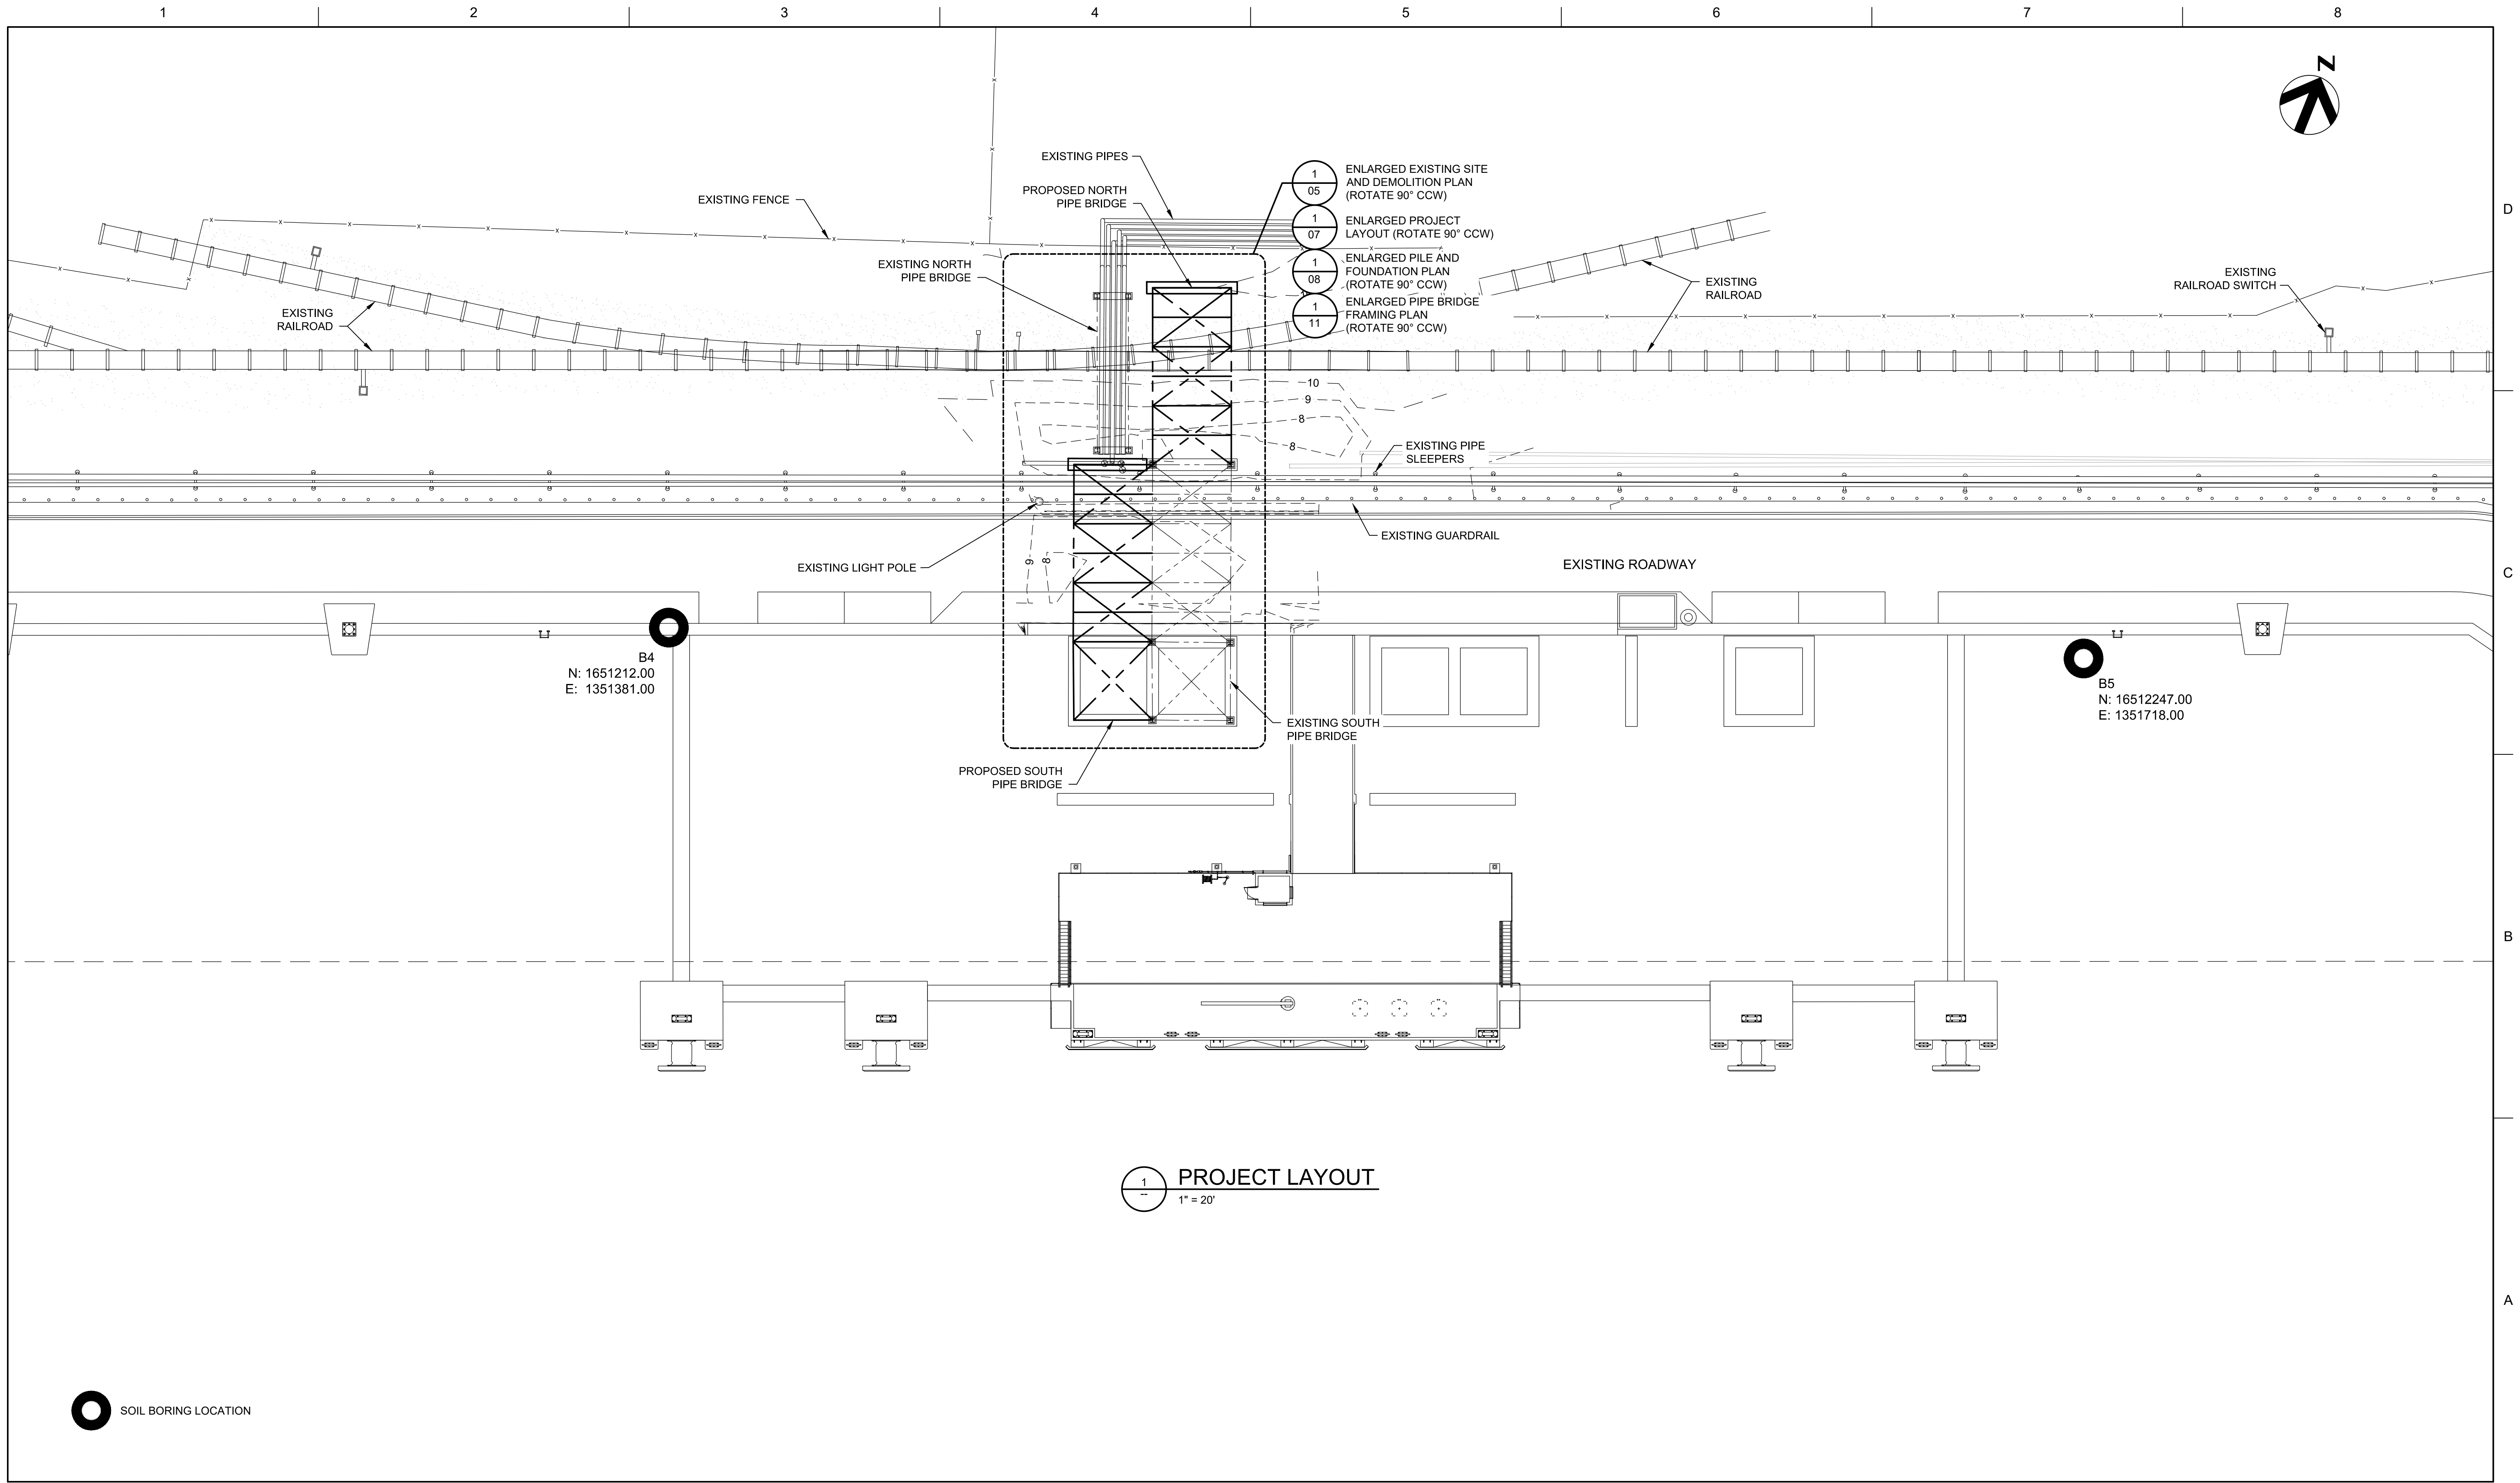 1 2 3 4 5 6 7 8
N
EXISTING PIPES
PROPOSED NORTH
PIPE BRIDGE
EXISTING FENCE
1
05
ENLARGED EXISTING SITE
AND DEMOLITION PLAN
(ROTATE 90° CCW)
1
07
ENLARGED PROJECT
LAYOUT (ROTATE 90° CCW)
1
08
ENLARGED PILE AND
FOUNDATION PLAN
(ROTATE 90° CCW)
1
11
ENLARGED PIPE BRIDGE
FRAMING PLAN
(ROTATE 90° CCW)
D
EXISTING NORTH
PIPE BRIDGE
EXISTING
RAILROAD
EXISTING
RAILROAD
EXISTING
RAILROAD SWITCH
10
9
8
8
EXISTING PIPE
SLEEPERS
EXISTING GUARDRAIL
EXISTING LIGHT POLE
9
8
EXISTING ROADWAY
C
B4
N: 1651212.00
E: 1351381.00
B5
N: 16512247.00
E: 1351718.00
EXISTING SOUTH
PIPE BRIDGE
PROPOSED SOUTH
PIPE BRIDGE
B
1
--
PROJECT LAYOUT
1" = 20'
A
SOIL BORING LOCATION